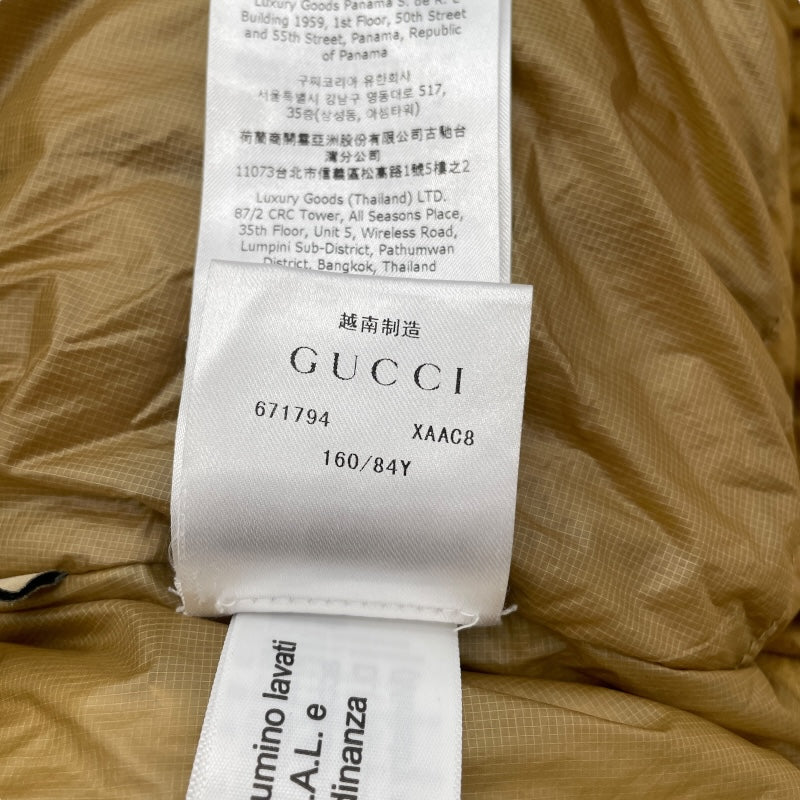 Luxury Goods Panama S. de R. L
Building 1959, 1st Floor, 50th Street
and 55th Street, Panama, Republic
of Panama
구찌코리아 유한회사
서울특별시 강남구 영동대로 517,
35층(삼성동, 아셈타워)
荷蘭商開雲亞洲股份有限公司古馳台
灣分公司
11073台北市信義區松高路1號5樓之2
Luxury Goods (Thailand) LTD.
87/2 CRC Tower, All Seasons Place,
35th Floor, Unit 5, Wireless Road,
Lumpini Sub-District, Pathumwan
District, Bangkok, Thailand
越南制造
GUCCI
671794 XAAC8
160/84Y
umino lavati
.A.L. e
dinanza